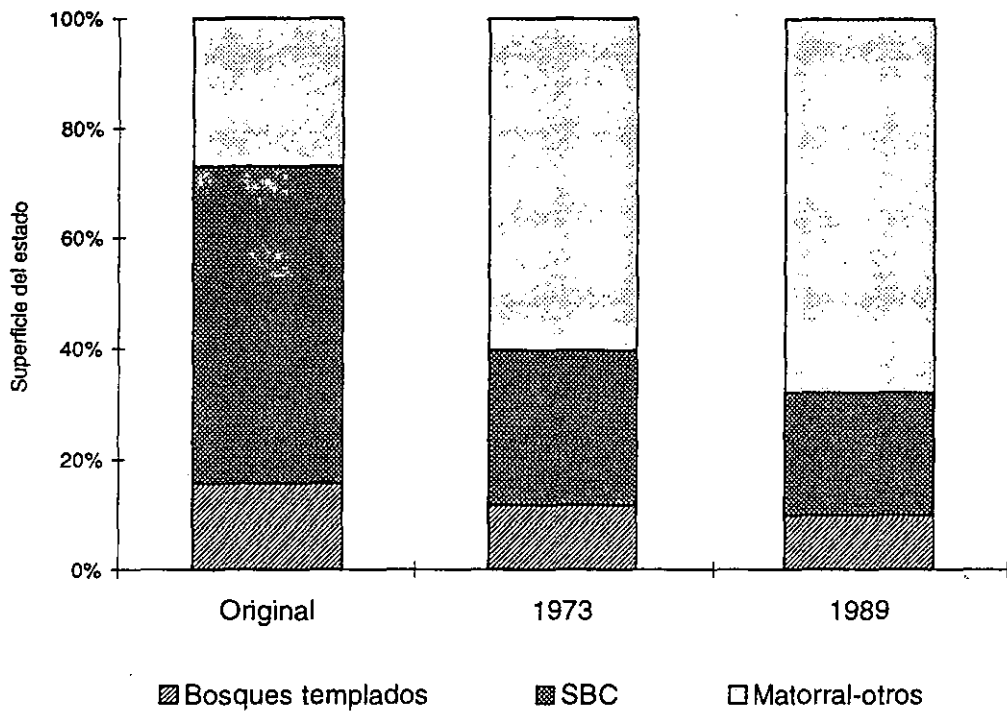 100%
80%
60%
40%
20%
0%
Superficie del estado
Original 1973 1989
Bosques templados SBC Matorral-otros